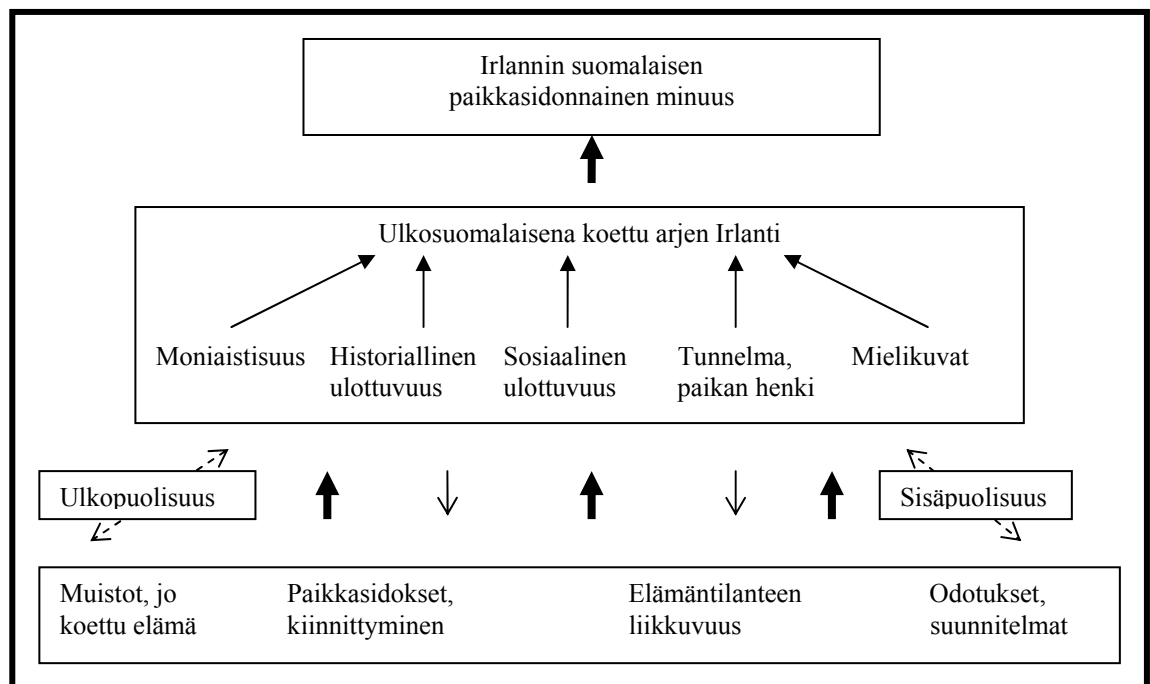 Irlannin suomalaisen
paikkasidonnainen minuus
Ulkosuomalaisena koettu arjen Irlanti
Moniaistisuus
Historiallinen
ulottuvuus
Sosiaalinen
ulottuvuus
Tunnelma,
paikan henki
Mielikuvat
Ulkopuolisuus
Sisäpuolisuus
Muistot, jo
koettu elämä
Paikkasidokset,
kiinnittyminen
Elämäntilanteen
liikkuvuus
Odotukset,
suunnitelmat